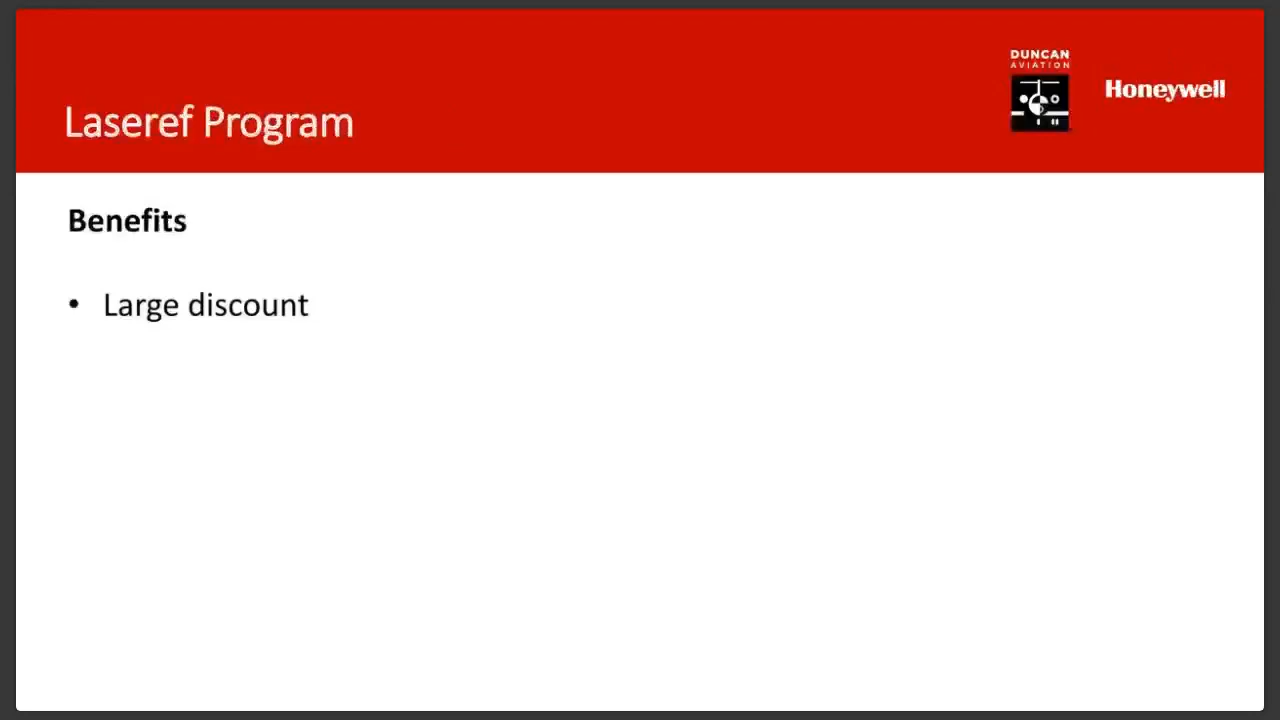 DUNCAN
AVIATION
Honeywell
Laseref Program
Benefits
• Large discount